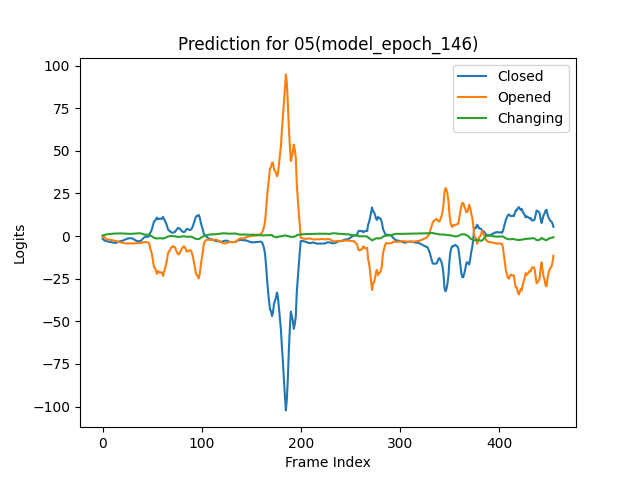 Prediction for 05(model_epoch_146)
Closed
Opened
Changing
100
75
50
25
0
−25
−50
−75
−100
Logits
0
100
200
300
400
Frame Index